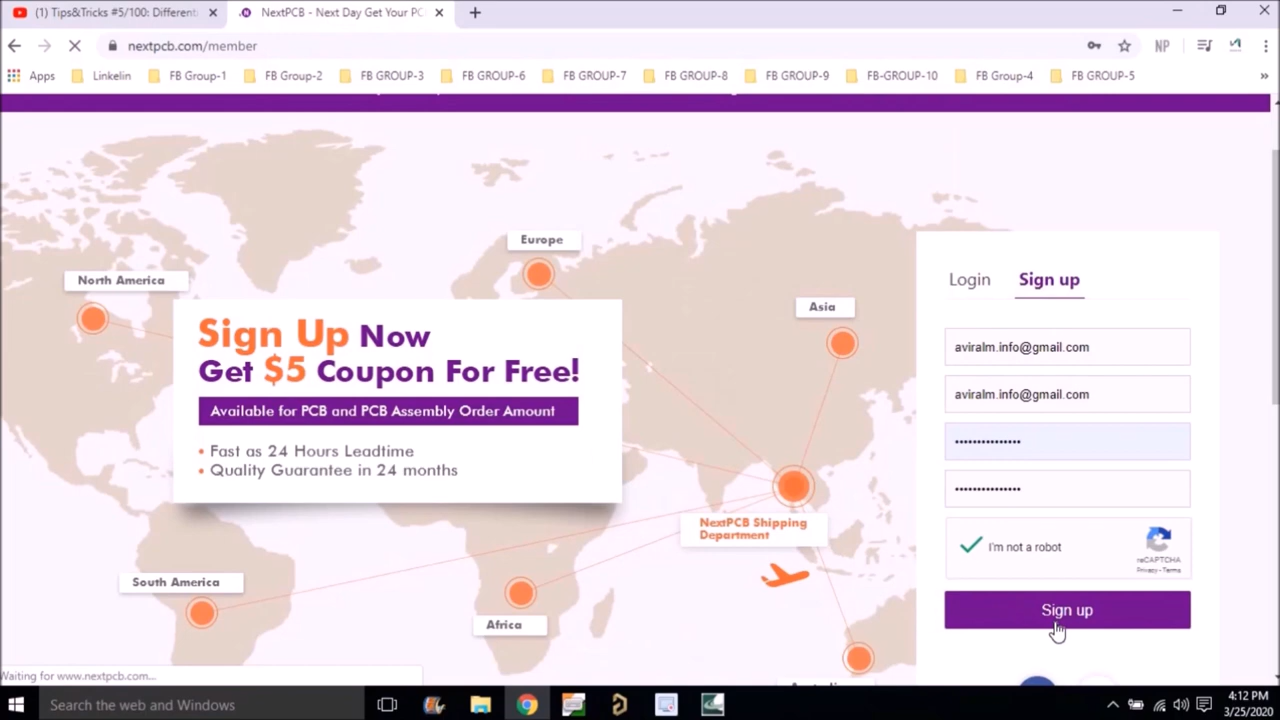 (1) Tips&Tricks #5/100: Different
NextPCB - Next Day Get Your PC
nextpcb.com/member
NP
Apps
Linkelin
FB Group-1
FB Group-2
FB GROUP-3
FB GROUP-6
FB GROUP-7
FB GROUP-8
FB GROUP-9
FB-GROUP-10
FB Group-4
FB GROUP-5
»
Europe
North America
Asia
Sign Up Now
Get $5 Coupon For Free!
Available for PCB and PCB Assembly Order Amount
• Fast as 24 Hours Leadtime
• Quality Guarantee in 24 months
NextPCB Shipping
Department
South America
Africa
Login
Sign up
aviralm.info@gmail.com
aviralm.info@gmail.com
•••••••••••••••
•••••••••••••••
I'm not a robot
reCAPTCHA
Privacy - Terms
Sign up
Waiting for www.nextpcb.com...
Search the web and Windows
4:12 PM
3/25/2020